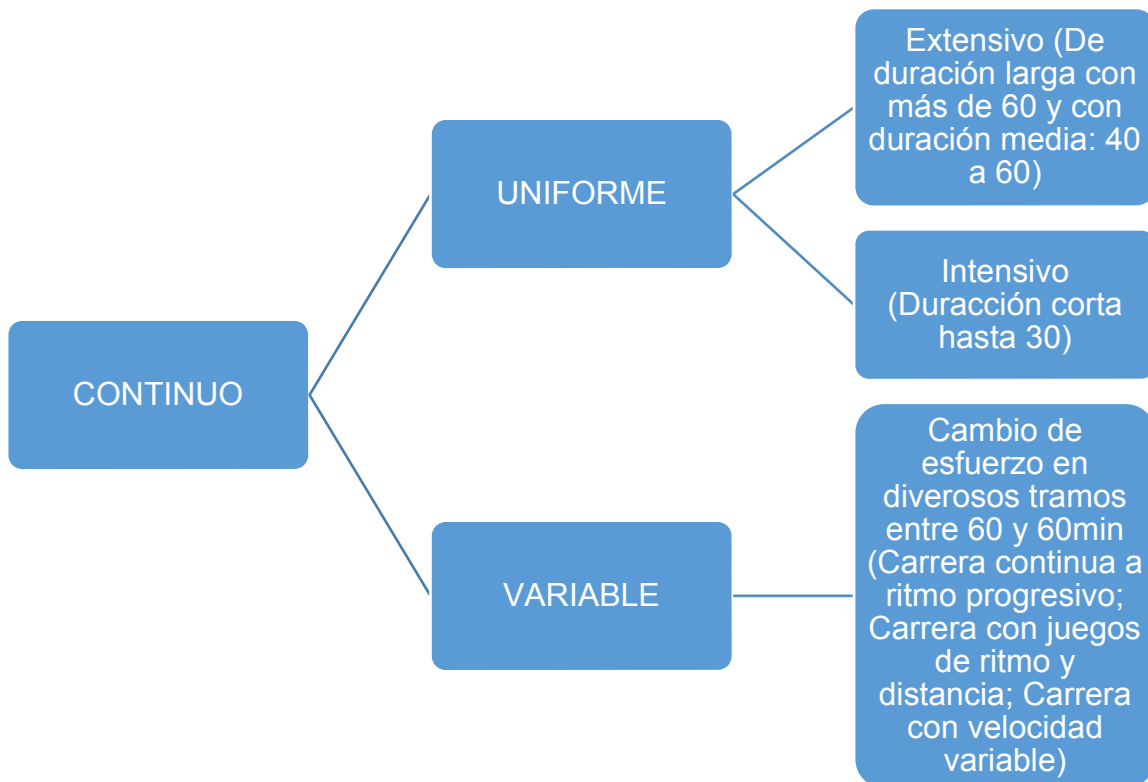 CONTINUO
UNIFORME
Extensivo (De
duración larga con
más de 60 y con
duración media: 40
a 60)
Intensivo
(Duracción corta
hasta 30)
VARIABLE
Cambio de
esfuerzo en
diverosos tramos
entre 60 y 60min
(Carrera continua a
ritmo progresivo;
Carrera con juegos
de ritmo y
distancia; Carrera
con velocidad
variable)